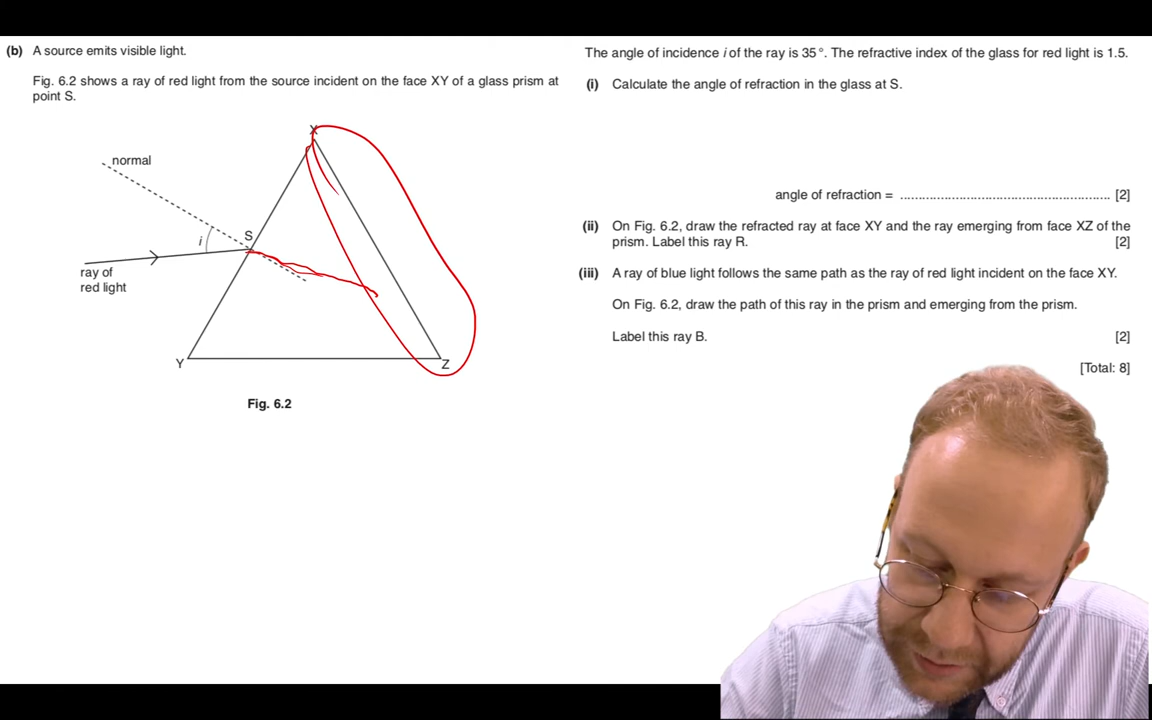 (b) A source emits visible light.
Fig. 6.2 shows a ray of red light from the source incident on the face XY of a glass prism at
point S.
X
normal
S
i
ray of
red light
Y
Z
Fig. 6.2
The angle of incidence i of the ray is 35°. The refractive index of the glass for red light is 1.5.
(i) Calculate the angle of refraction in the glass at S.
angle of refraction = ................................................ [2]
(ii) On Fig. 6.2, draw the refracted ray at face XY and the ray emerging from face XZ of the
prism. Label this ray R. [2]
(iii) A ray of blue light follows the same path as the ray of red light incident on the face XY.
On Fig. 6.2, draw the path of this ray in the prism and emerging from the prism.
Label this ray B. [2]
[Total: 8]